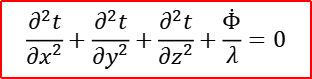 ∂²t/∂x² + ∂²t/∂y² + ∂²t/∂z² + Φ̇/λ = 0